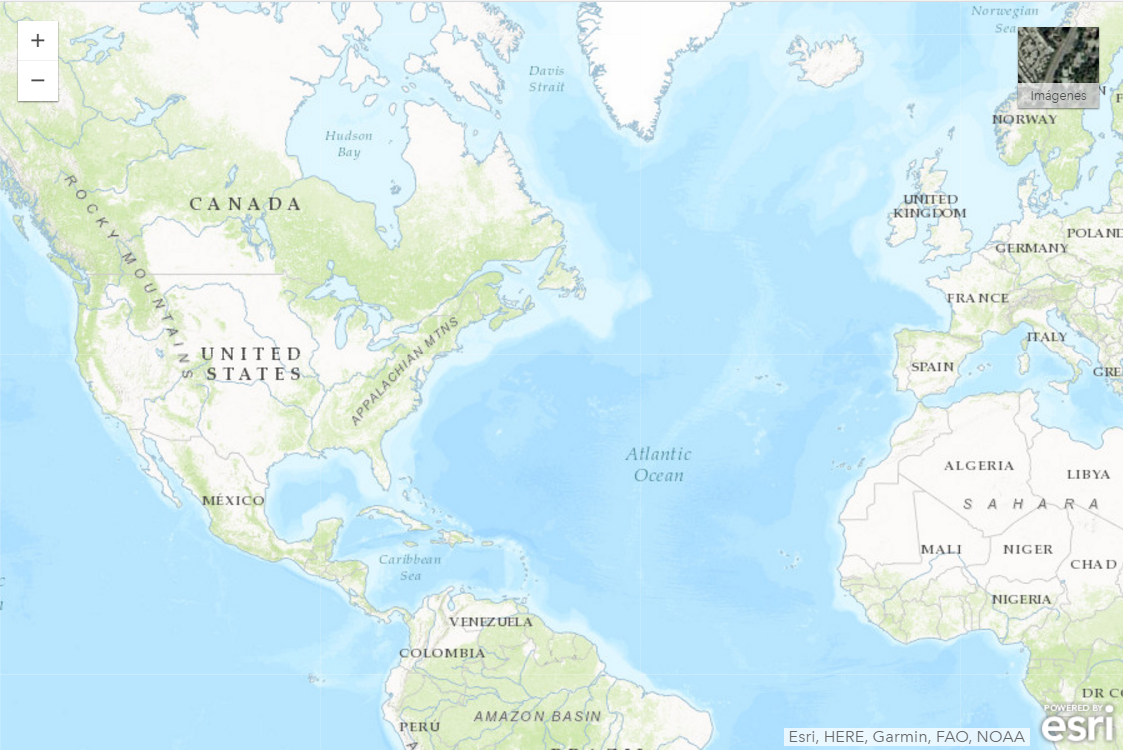 +
−
Norwegian
Sea
Davis
Strait
Imágenes
NORWAY
Hudson
Bay
ROCKY MOUNTAINS
CANADA
UNITED
KINGDOM
POLAND
GERMANY
FRANCE
APPALACHIAN MTNS
ITALY
UNITED
STATES
SPAIN
GRE
Atlantic
Ocean
ALGERIA
LIBYA
MÉXICO
SAHARA
MALI
NIGER
CHAD
Caribbean
Sea
NIGERIA
VENEZUELA
COLOMBIA
DR CO
AMAZON BASIN
PERU
POWERED BY
esri
Esri, HERE, Garmin, FAO, NOAA